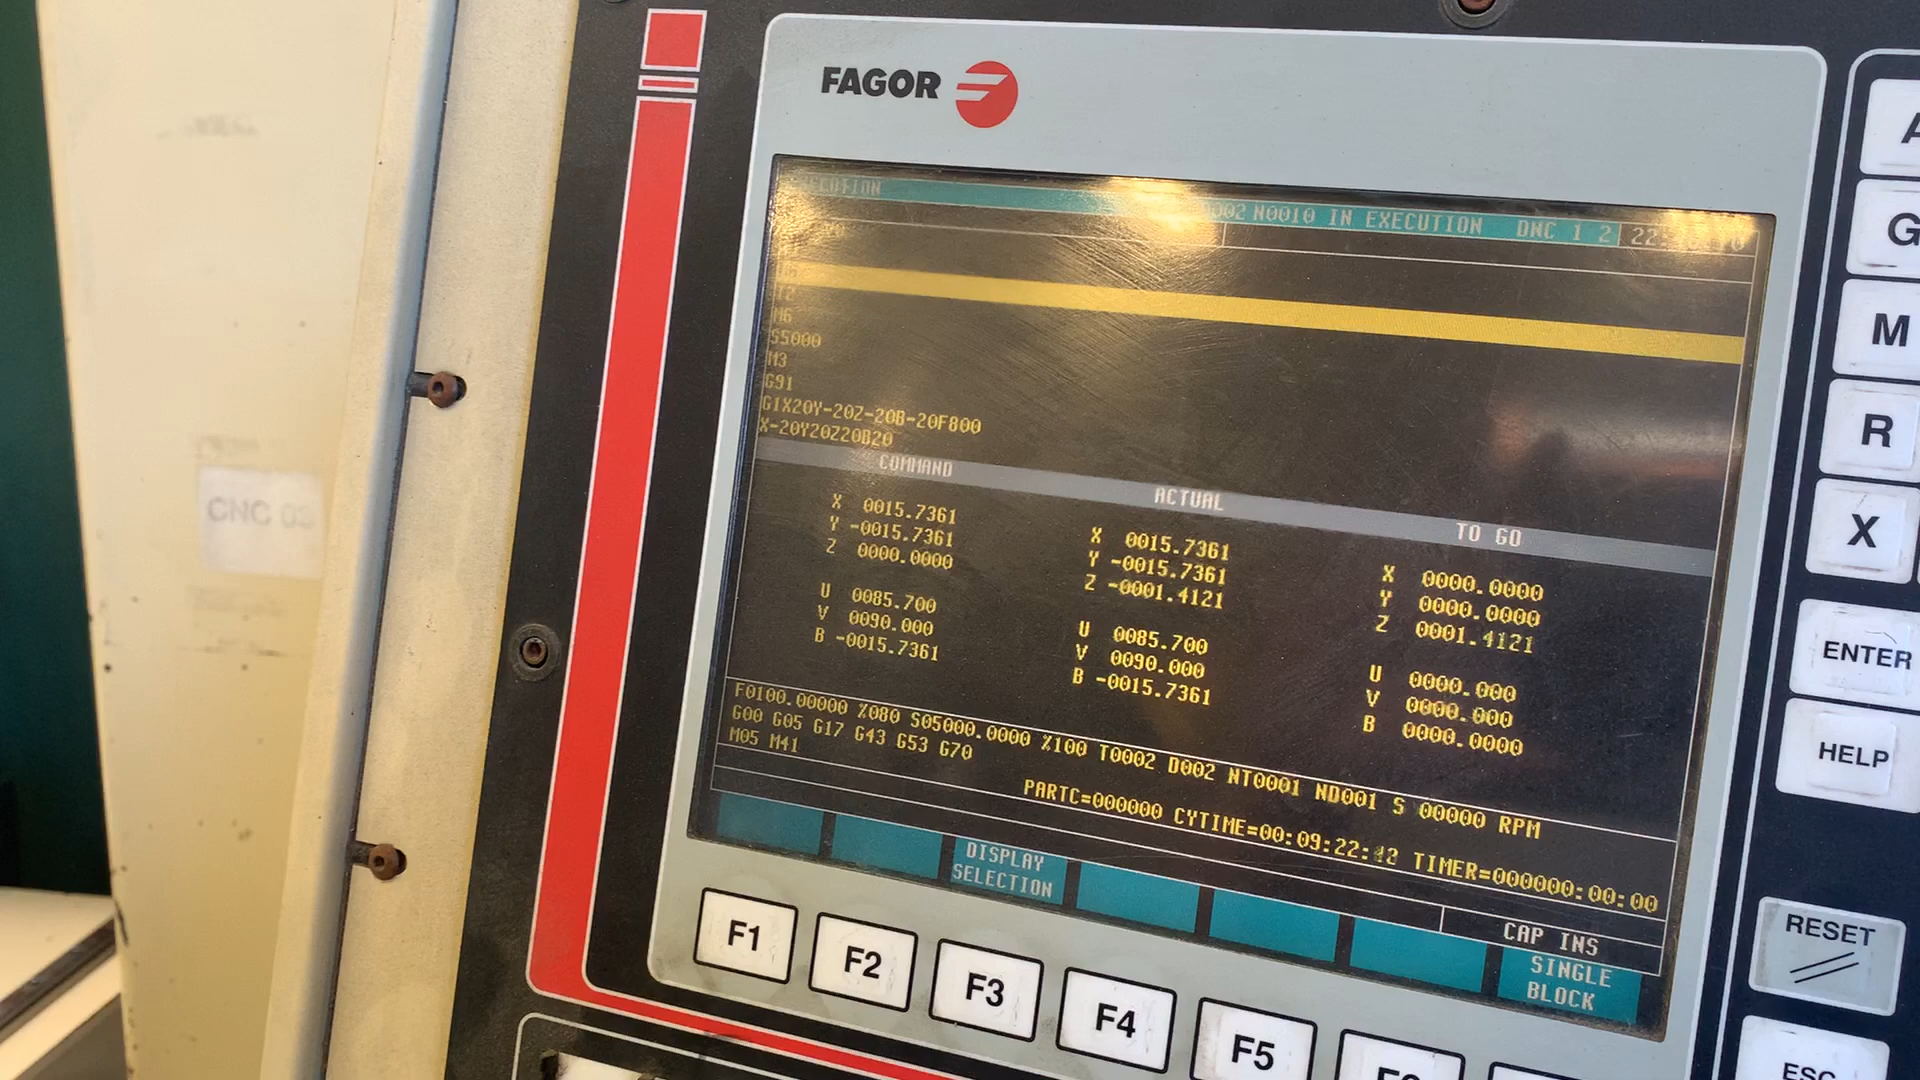 FAGOR
N0010 IN EXECUTION DNC 1 2
T2
M6
S5000
M3
G91
G1X20Y-20Z-20B-20F800
X-20Y20Z20B20
COMMAND ACTUAL TO GO
X 0015.7361 X 0015.7361 X 0000.0000
Y -0015.7361 Y -0015.7361 Y 0000.0000
Z 0000.0000 Z -0001.4121 Z 0001.4121
U 0085.700 U 0085.700 U 0000.000
V 0090.000 V 0090.000 V 0000.000
B -0015.7361 B -0015.7361 B 0000.0000
F0100.00000 %080 S05000.0000 %100 T0002 D002 NT0001 ND001 S 00000 RPM
G00 G05 G17 G43 G53 G70
M05 M41
PARTC=000000 CYTIME=00:09:22: TIMER=000000:00:00
CAP INS
DISPLAY SELECTION
SINGLE BLOCK
F1 F2 F3 F4 F5
A
G
M
R
X
ENTER
HELP
RESET
ESC
CNC 03